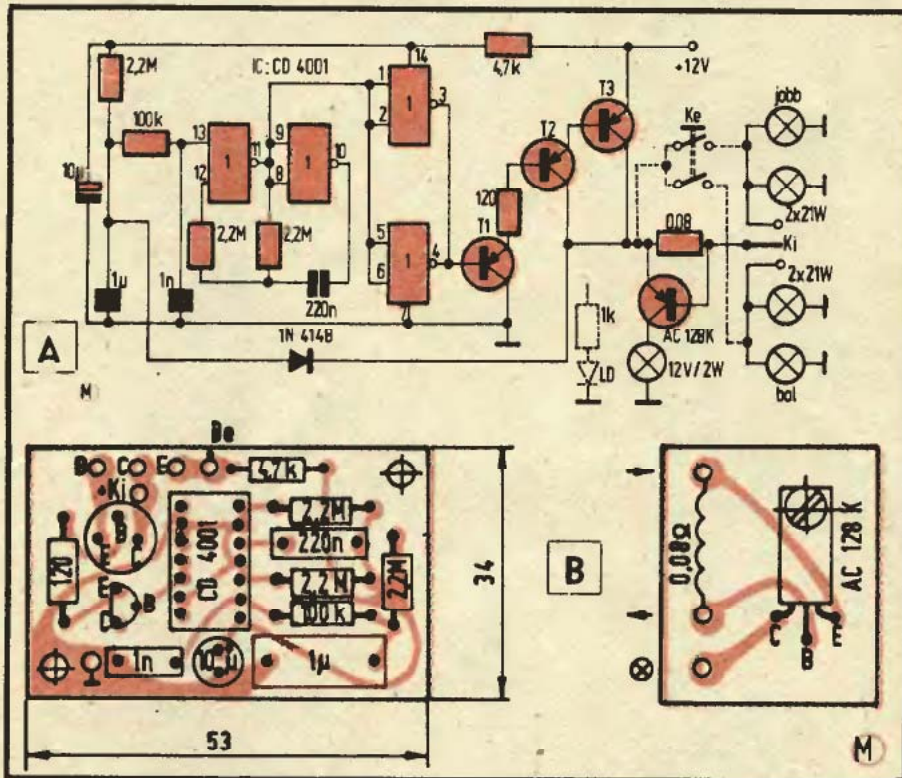 2,2M
IC: CD 4001
14
4,7k
+12V
T3
jobb
Ke
100k
13
1
2
3
T2
10µ
1
11
9
1
10
8
12
120
2x21W
0,08
Ki
2,2M
2,2M
5
6
1
4
T1
2x21W
1µ
1n
220n
7
1k
AC 128K
A
1N 4148
LD
12V/2W
bal
M
Be
B
C
E
4,7k
Ki
2,2M
CD 4001
220n
120
B
E
C
2,2M
2,2M
100k
E
B
C
1n
10µ
1µ
34
53
B
0,08Ω
AC 128 K
C
B
E
M